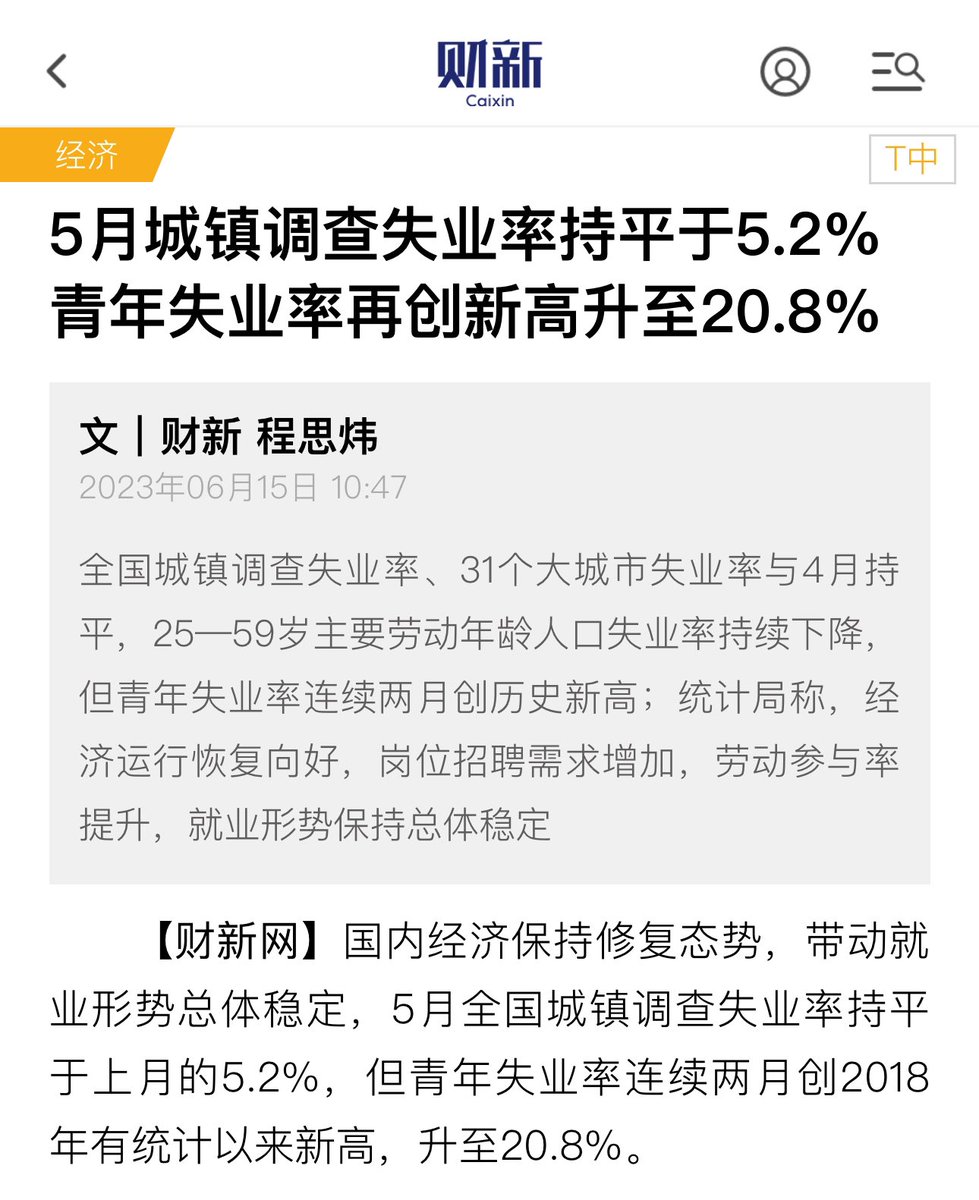 财新
Caixin
经济
T中
5月城镇调查失业率持平于5.2%
青年失业率再创新高升至20.8%
文｜财新 程思炜
2023年06月15日 10:47
全国城镇调查失业率、31个大城市失业率与4月持
平，25—59岁主要劳动年龄人口失业率持续下降，
但青年失业率连续两月创历史新高；统计局称，经
济运行恢复向好，岗位招聘需求增加，劳动参与率
提升，就业形势保持总体稳定
【财新网】国内经济保持修复态势，带动就
业形势总体稳定，5月全国城镇调查失业率持平
于上月的5.2%，但青年失业率连续两月创2018
年有统计以来新高，升至20.8%。